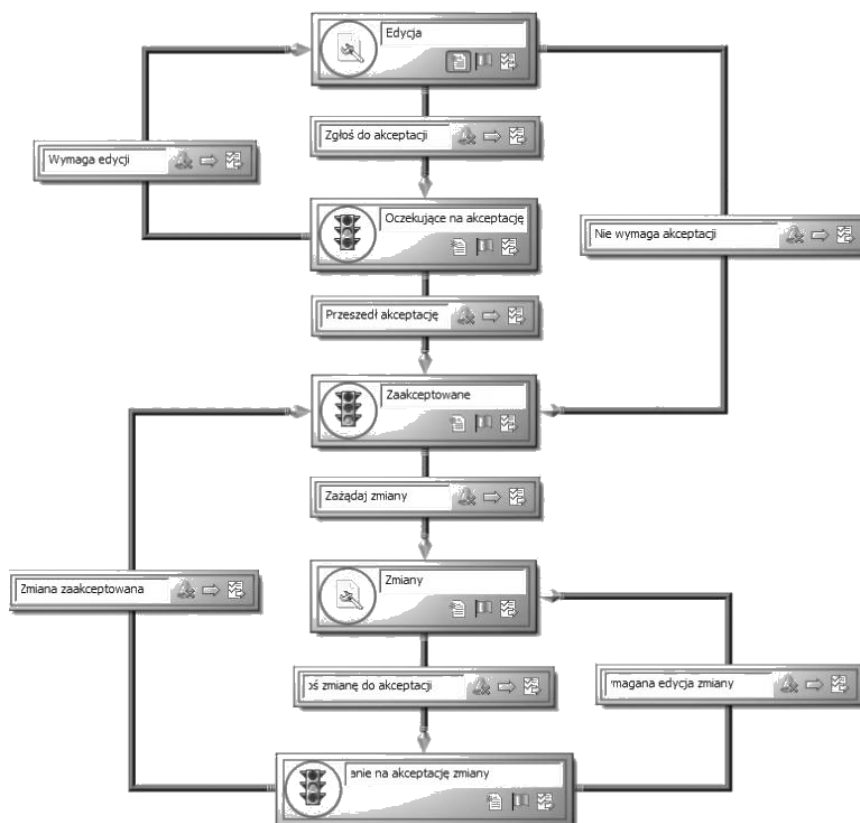 Edycja
Zgłoś do akceptacji
Wymaga edycji
Oczekujące na akceptację
Nie wymaga akceptacji
Przeszedł akceptację
Zaakceptowane
Zażądaj zmiany
Zmiany
Zmiana zaakceptowana
oś zmianę do akceptacji
magana edycja zmiany
anie na akceptację zmiany